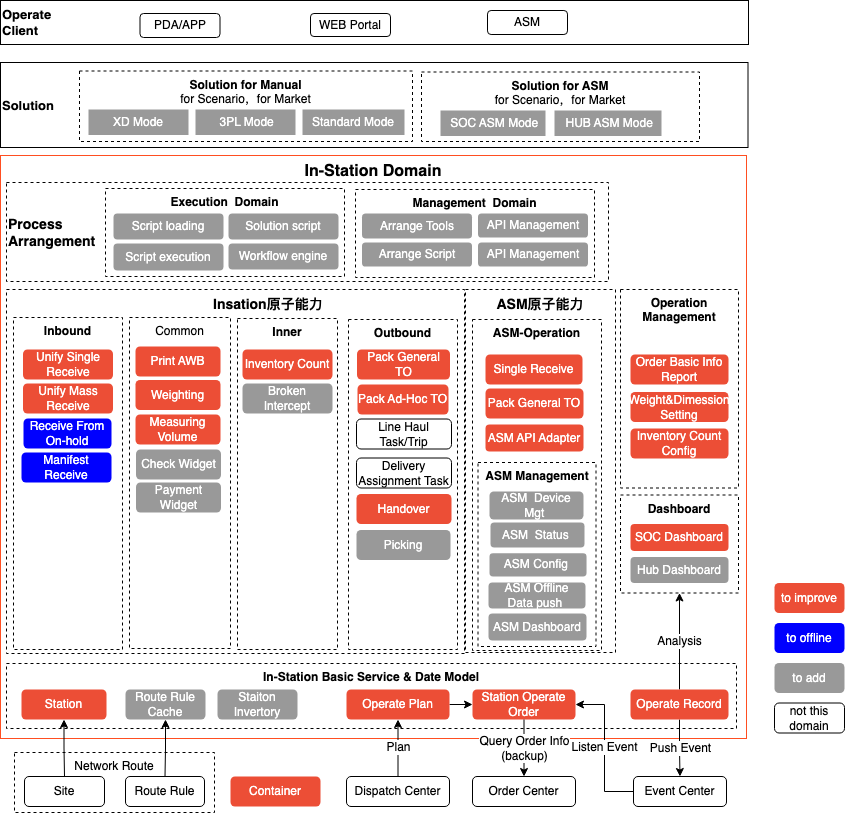 Operate
Client
PDA/APP
WEB Portal
ASM
Solution
Solution for Manual
for Scenario，for Market
XD Mode
3PL Mode
Standard Mode
Solution for ASM
for Scenario，for Market
SOC ASM Mode
HUB ASM Mode
In-Station Domain
Process
Arrangement
Execution Domain
Script loading
Solution script
Script execution
Workflow engine
Management Domain
Arrange Tools
API Management
Arrange Script
API Management
Insation原子能力
Inbound
Unify Single
Receive
Unify Mass
Receive
Receive From
On-hold
Manifest
Receive
Common
Print AWB
Weighting
Measuring
Volume
Check Widget
Payment
Widget
Inner
Inventory Count
Broken
Intercept
Outbound
Pack General
TO
Pack Ad-Hoc TO
Line Haul
Task/Trip
Delivery
Assignment Task
Handover
Picking
ASM原子能力
ASM-Operation
Single Receive
Pack General TO
ASM API Adapter
ASM Management
ASM Device
Mgt
ASM Status
ASM Config
ASM Offline
Data push
ASM Dashboard
Operation
Management
Order Basic Info
Report
Weight&Dimession
Setting
Inventory Count
Config
Dashboard
SOC Dashboard
Hub Dashboard
Analysis
to improve
to offline
to add
not this
domain
In-Station Basic Service & Date Model
Station
Route Rule
Cache
Staiton
Invertory
Operate Plan
Station Operate
Order
Operate Record
Plan
Query Order Info
(backup)
Listen Event
Push Event
Network Route
Site
Route Rule
Container
Dispatch Center
Order Center
Event Center